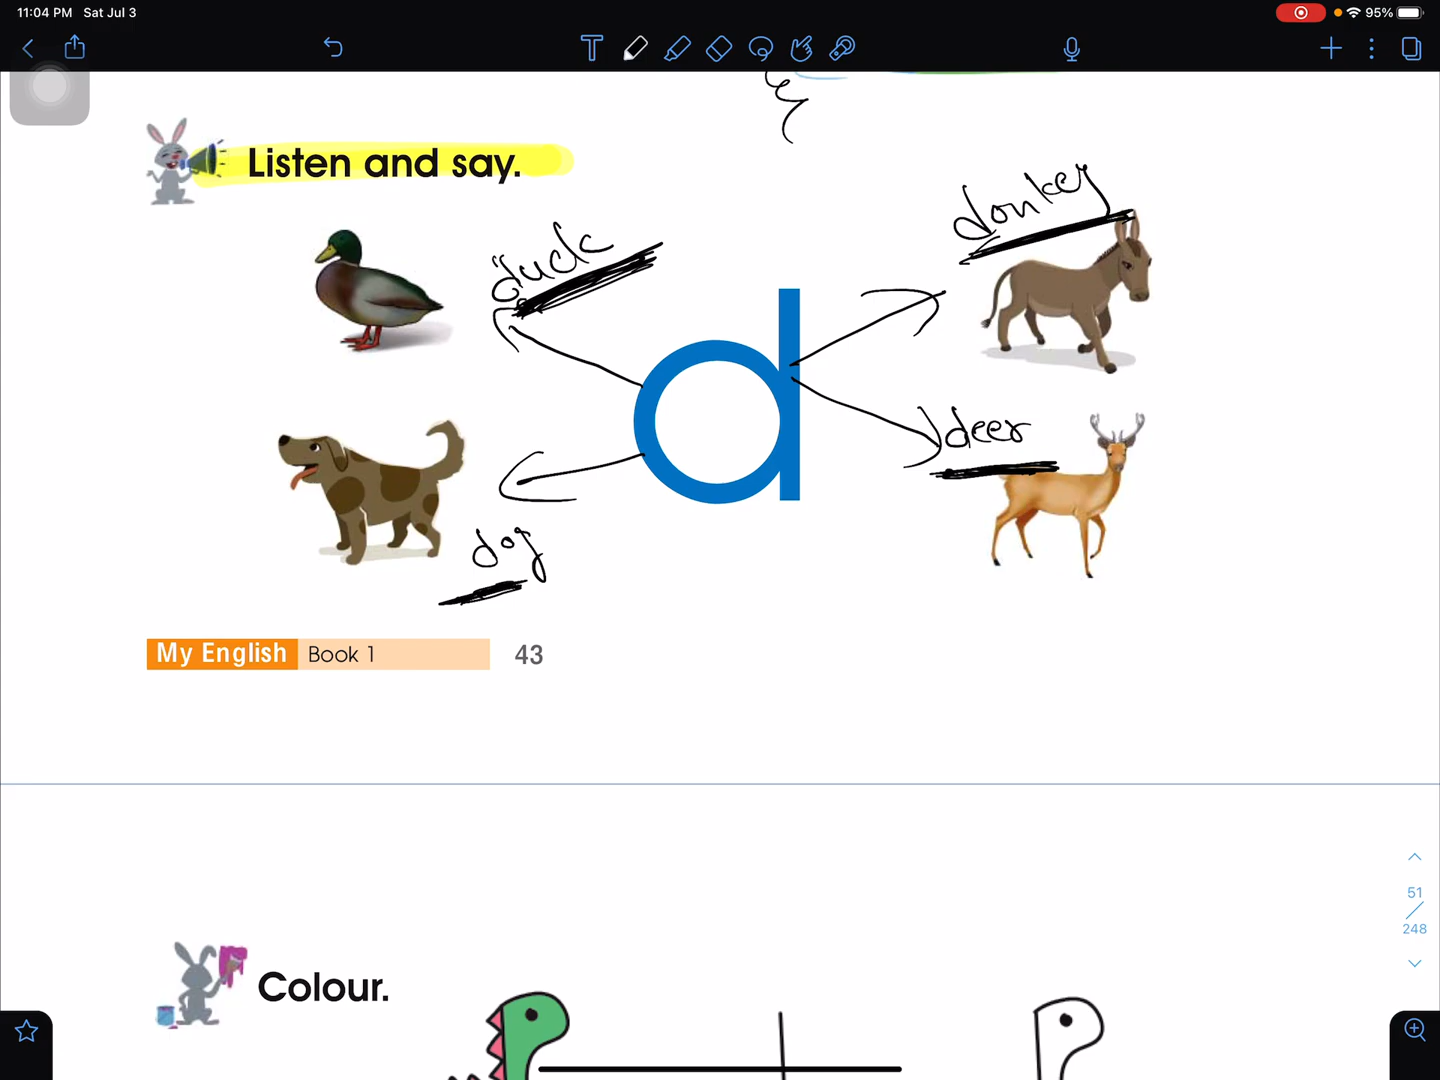 11:04 PM Sat Jul 3
95%
Listen and say.
donkey
duck
d
deer
dog
My English Book 1 43
51
248
Colour.